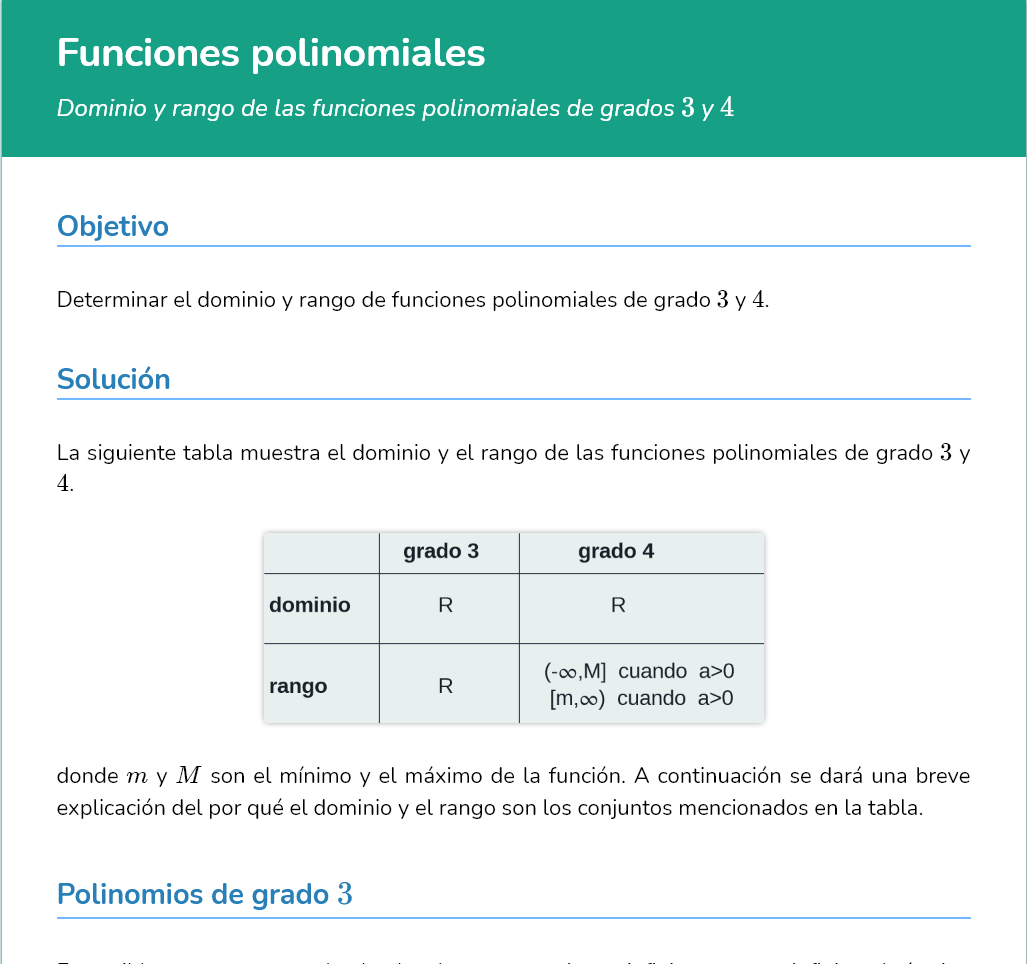 Funciones polinomiales
Dominio y rango de las funciones polinomiales de grados 3 y 4
Objetivo
Determinar el dominio y rango de funciones polinomiales de grado 3 y 4.
Solución
La siguiente tabla muestra el dominio y el rango de las funciones polinomiales de grado 3 y
4.
grado 3 grado 4
dominio R R
rango R (-∞,M] cuando a>0
[m,∞) cuando a>0
donde m y M son el mínimo y el máximo de la función. A continuación se dará una breve
explicación del por qué el dominio y el rango son los conjuntos mencionados en la tabla.
Polinomios de grado 3